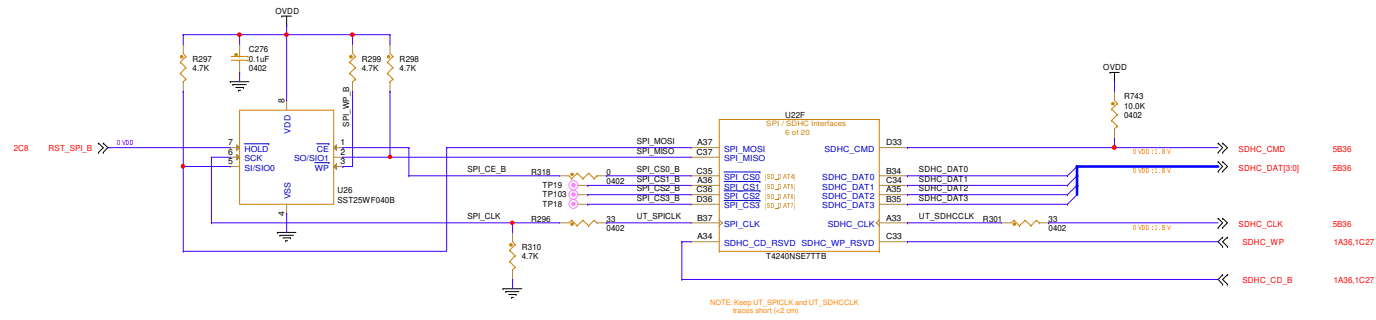 OVDD
R297
4.7K
C276
0.1uF
0402
R299
4.7K
R298
4.7K
SPI_WP_B
8
VDD
2C8 RST_SPI_B 0 VDD
7
HOLD
CE
1
6
SCK
SO/SIO1
2
5
SI/SIO0
WP
3
VSS
4
U26
SST25WF040B
OVDD
R743
10.0K
0402
U22F
SPI / SDHC Interfaces
6 of 20
SPI_MOSI A37 SPI_MOSI
SPI_MISO C37 SPI_MISO
SPI_CE_B R318 0 0402 SPI_CS0_B C35 SPI_CS0 (SD_DAT4)
TP19 SPI_CS1_B A36 SPI_CS1 (SD_DAT5)
TP103 SPI_CS2_B C36 SPI_CS2 (SD_DAT6)
TP18 SPI_CS3_B D36 SPI_CS3 (SD_DAT7)
SPI_CLK R296 33 0402 UT_SPICLK B37 SPI_CLK
R310
4.7K
A34 SDHC_CD_RSVD
SDHC_CMD D33 0 VDD:1.8 V SDHC_CMD 5B36
SDHC_DAT0 B34 SDHC_DAT0
SDHC_DAT1 C34 SDHC_DAT1
SDHC_DAT2 A35 SDHC_DAT2
SDHC_DAT3 B35 SDHC_DAT3
0 VDD:1.8 V SDHC_DAT[3:0] 5B36
SDHC_CLK A33 UT_SDHCCLK R301 33 0402 0 VDD:1.8 V SDHC_CLK 5B36
SDHC_WP_RSVD C33 SDHC_WP 1A36,1C27
SDHC_CD_B 1A36,1C27
T4240NSE7TTB
NOTE: Keep UT_SPICLK and UT_SDHCCLK
traces short (<2 cm)